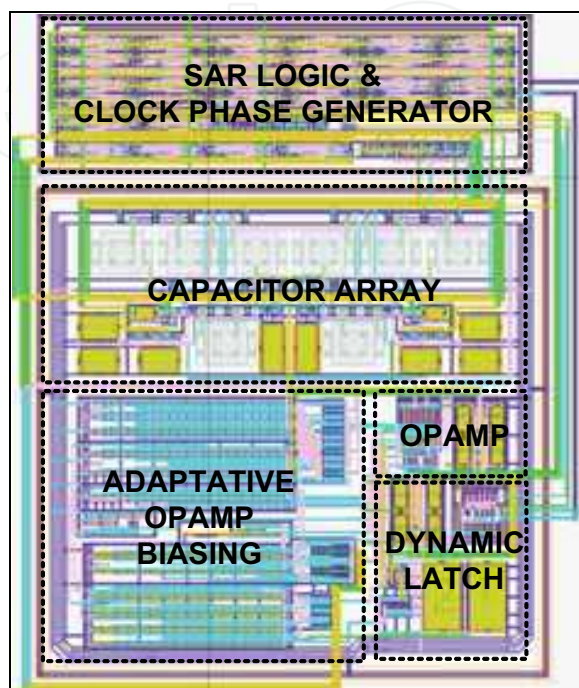 SAR LOGIC &
CLOCK PHASE GENERATOR
CAPACITOR ARRAY
OPAMP
ADAPTATIVE
OPAMP
BIASING
DYNAMIC
LATCH